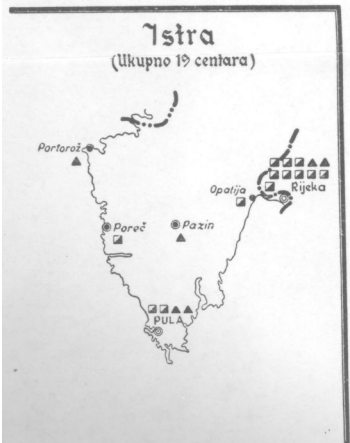 Istra
(Ukupno 19 centara)
Portorož
Opatija
Rijeka
Poreč
Pazin
PULA